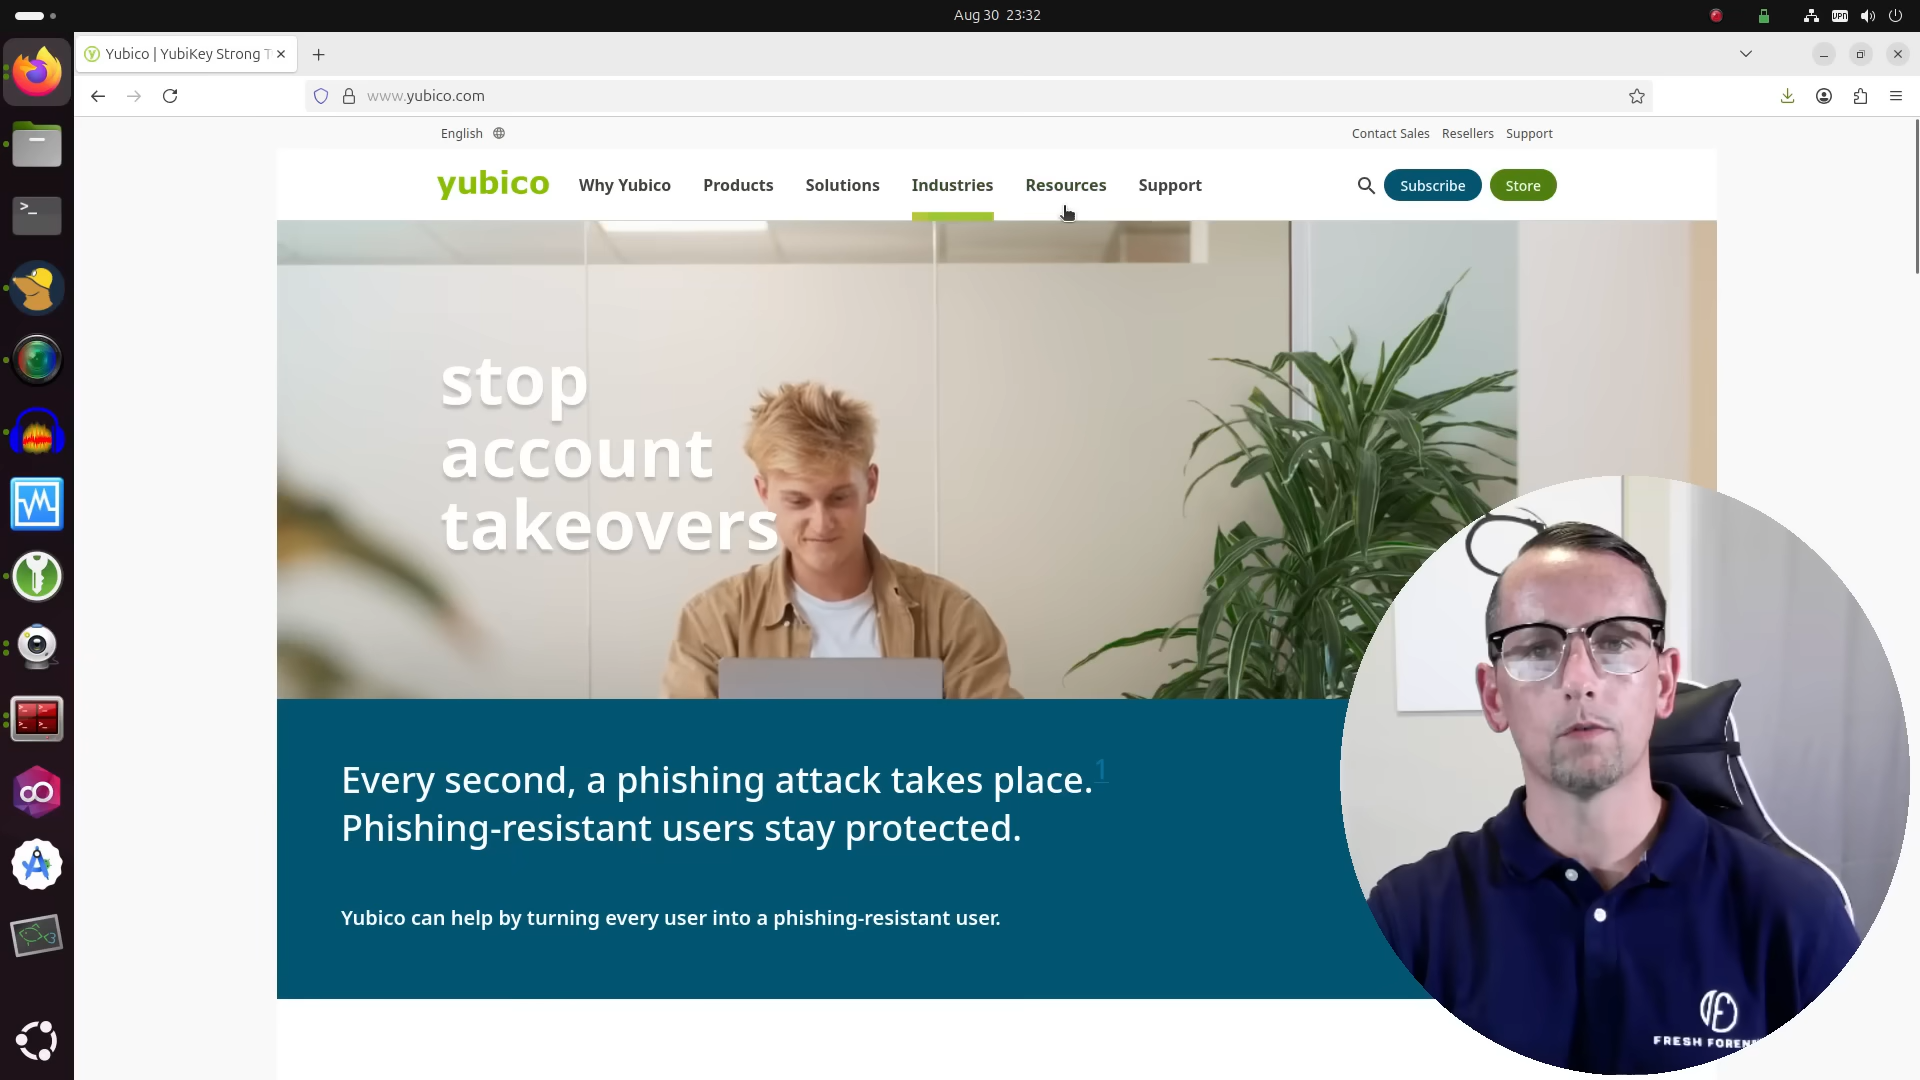 Aug 30 23:32
Yubico | YubiKey Strong T
www.yubico.com
English
Contact Sales Resellers Support
yubico Why Yubico Products Solutions Industries Resources Support Subscribe Store
stop
account
takeovers
Every second, a phishing attack takes place.1
Phishing-resistant users stay protected.
Yubico can help by turning every user into a phishing-resistant user.
VPN